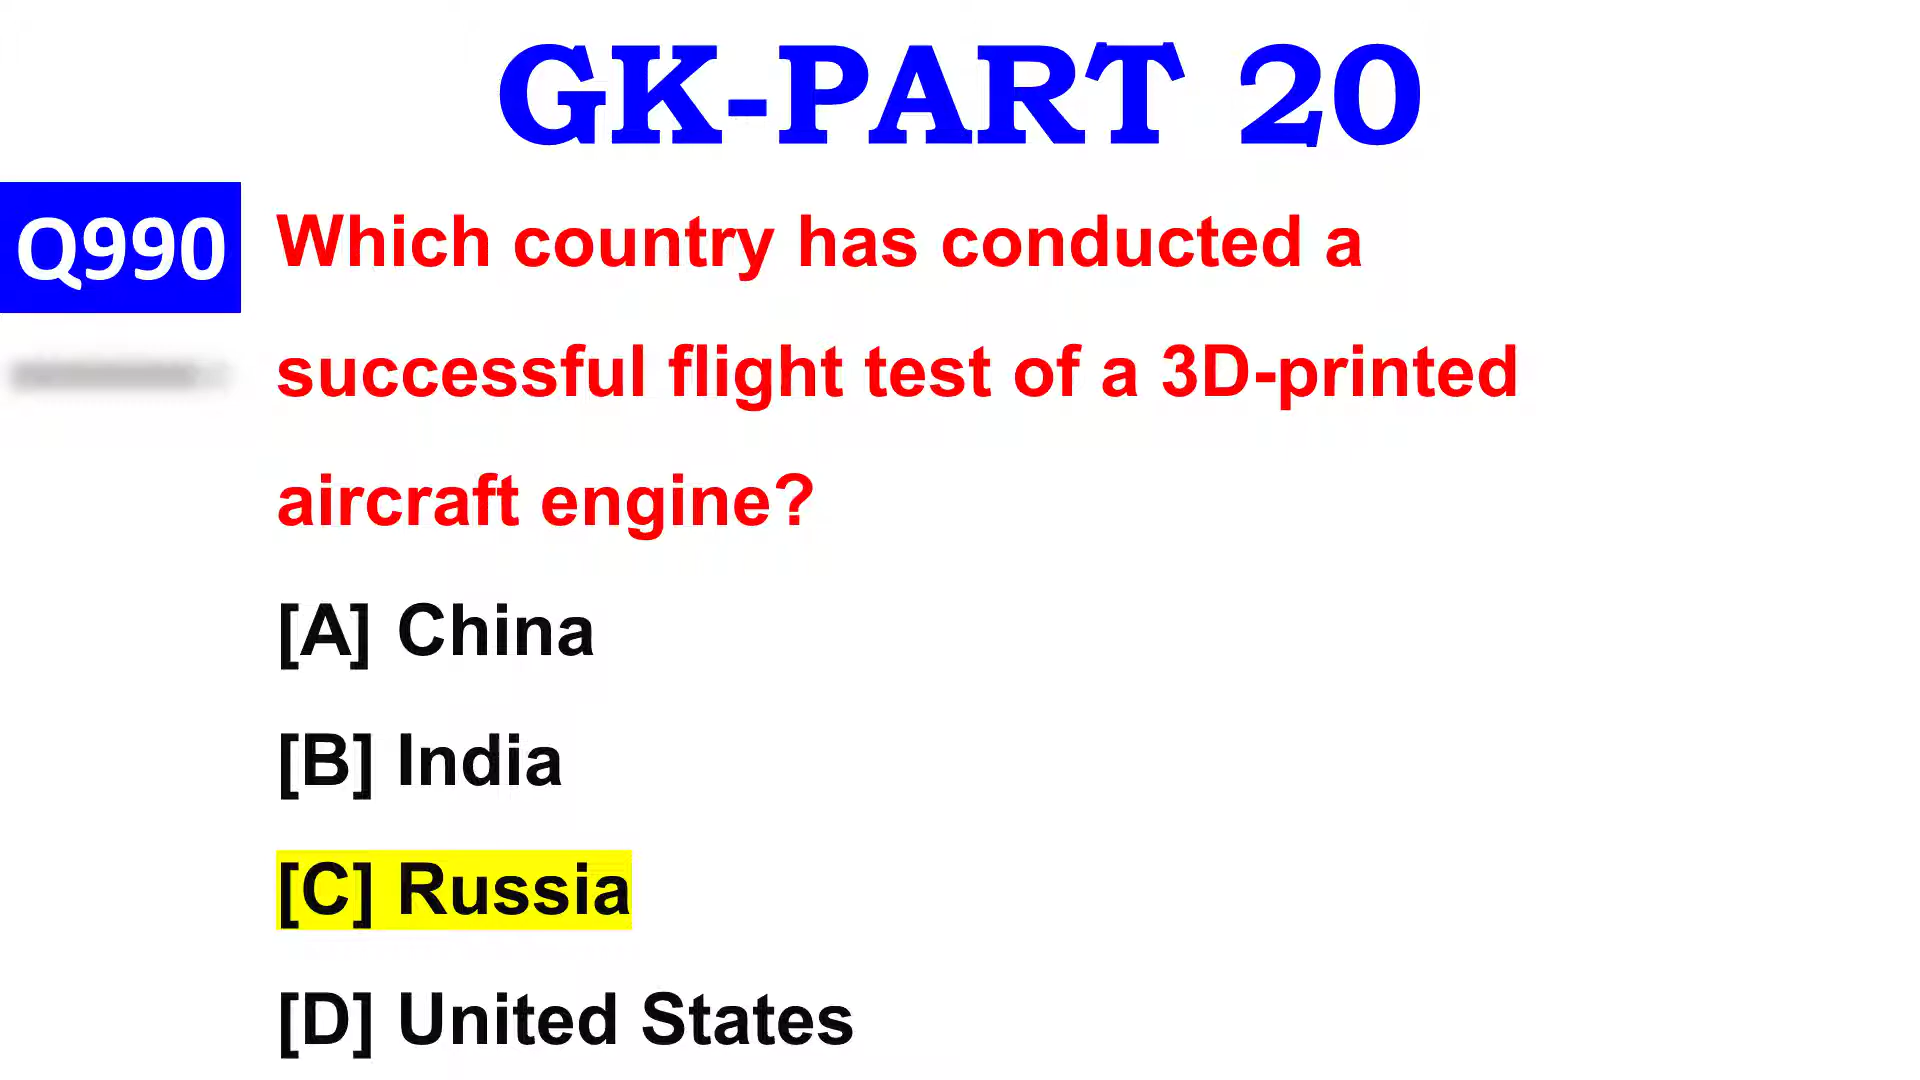 GK-PART 20
Q990 Which country has conducted a
successful flight test of a 3D-printed
aircraft engine?
[A] China
[B] India
[C] Russia
[D] United States